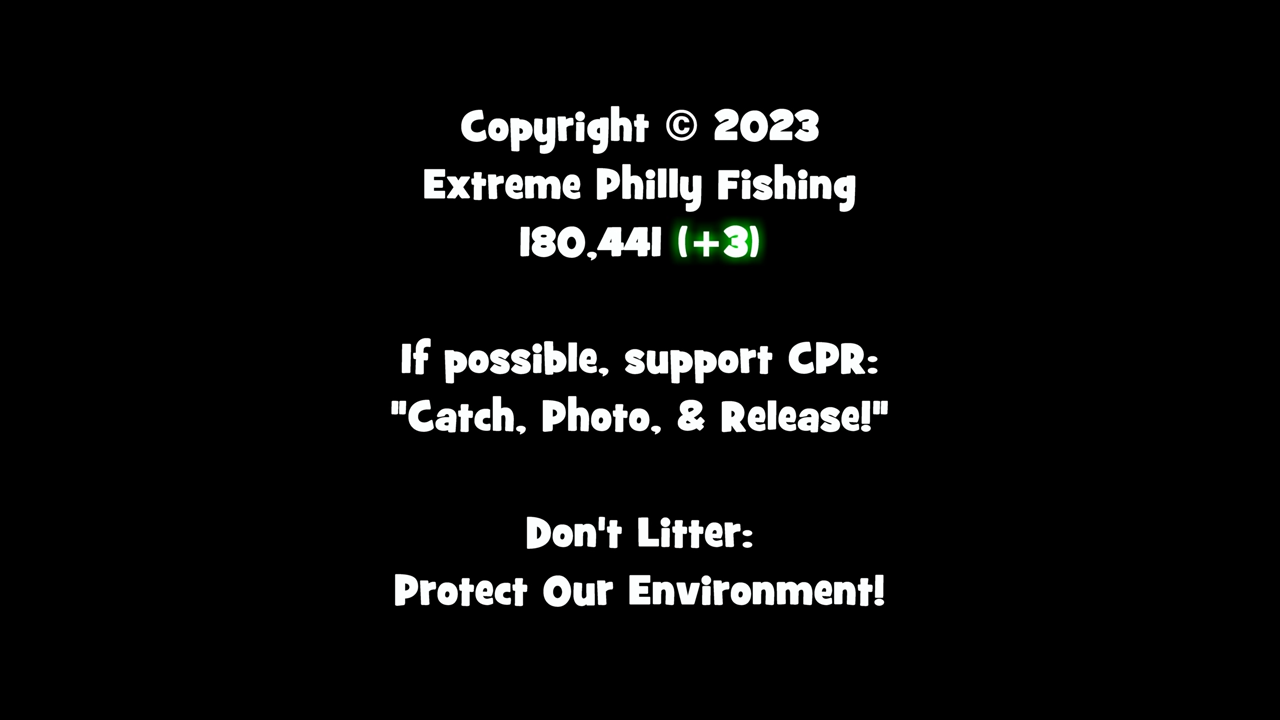 Copyright © 2023
Extreme Philly Fishing
180,441 (+3)
If possible, support CPR:
"Catch, Photo, & Release!"
Don't Litter:
Protect Our Environment!